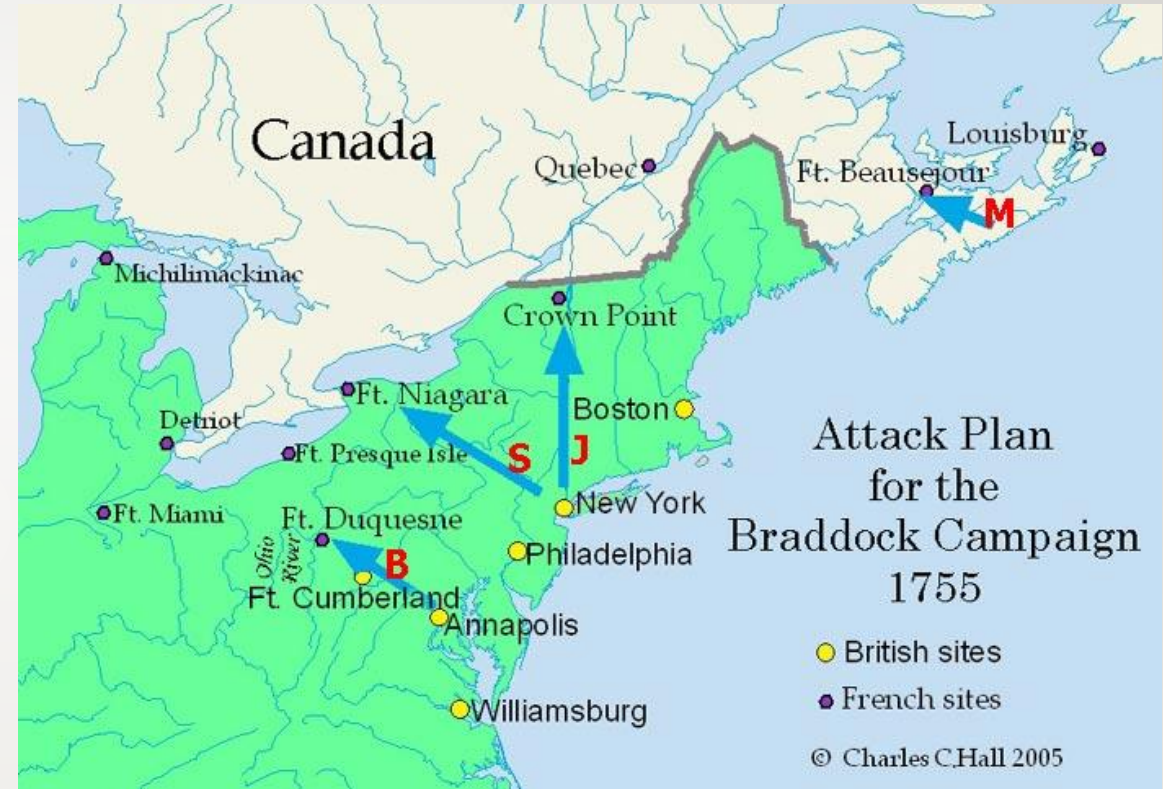 Canada
Quebec
Louisburg
Ft. Beausejour
M
Michilimackinac
Crown Point
Ft. Niagara
Boston
Detriot
S
J
Ft. Presque Isle
Attack Plan
for the
Braddock Campaign
1755
New York
Ft. Miami
Ft. Duquesne
Ohio
River
B
Philadelphia
Ft. Cumberland
Annapolis
Williamsburg
British sites
French sites
© Charles C.Hall 2005